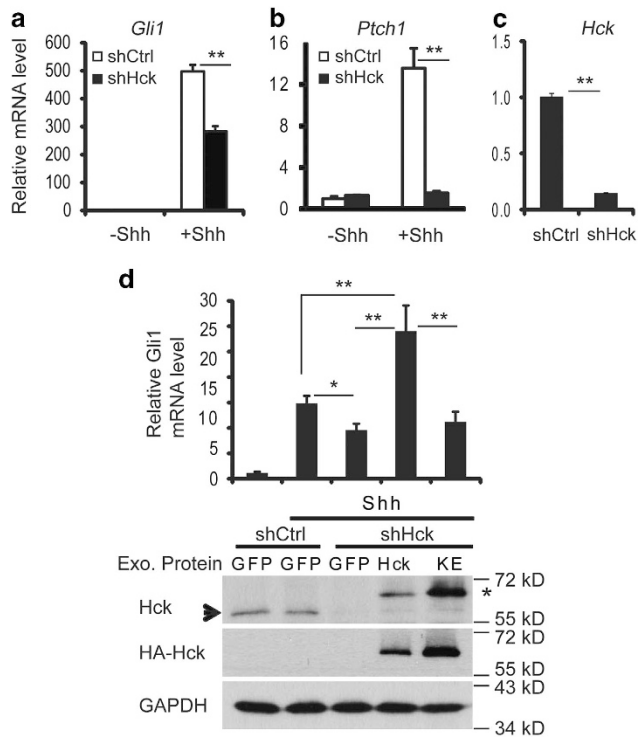 a Gli1
Relative mRNA level
600
500
400
300
200
100
0
shCtrl
shHck
**
-Shh +Shh
b Ptch1
16
12
8
4
0
shCtrl
shHck
**
-Shh +Shh
c Hck
1.5
1.0
0.5
0.0
**
shCtrl shHck
d
Relative Gli1
mRNA level
30
25
20
15
10
5
0
**
** **
*
Shh
shCtrl shHck
Exo. Protein GFP GFP GFP Hck KE
Hck
72 kD
*
55 kD
HA-Hck
72 kD
55 kD
GAPDH
43 kD
34 kD